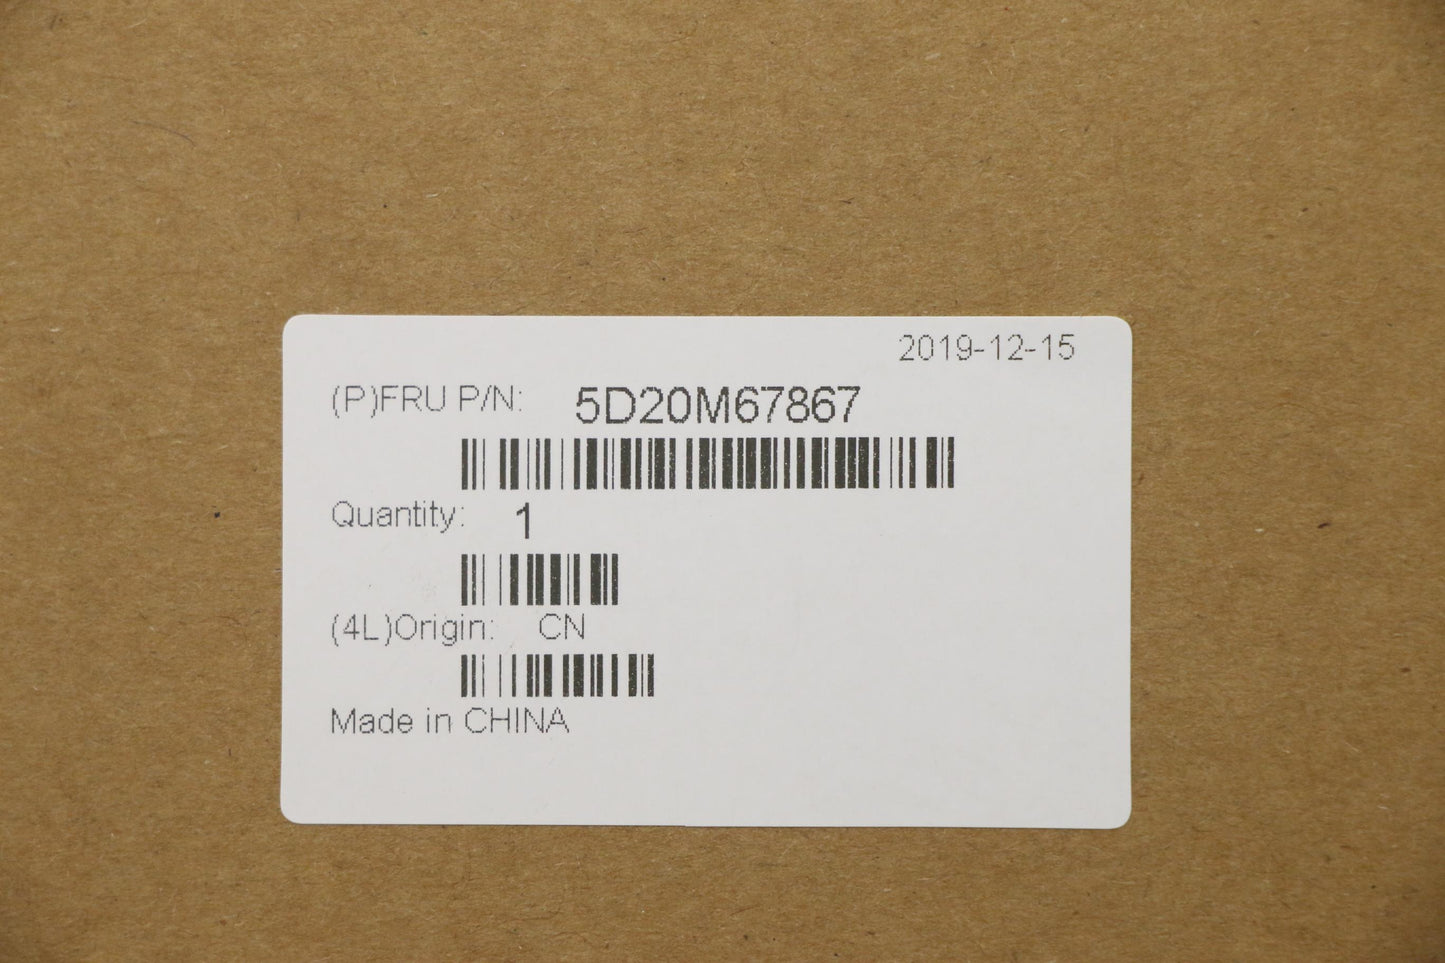 2019-12-15
(P)FRU P/N: 5D20M67867
Quantity: 1
(4L)Origin: CN
Made in CHINA